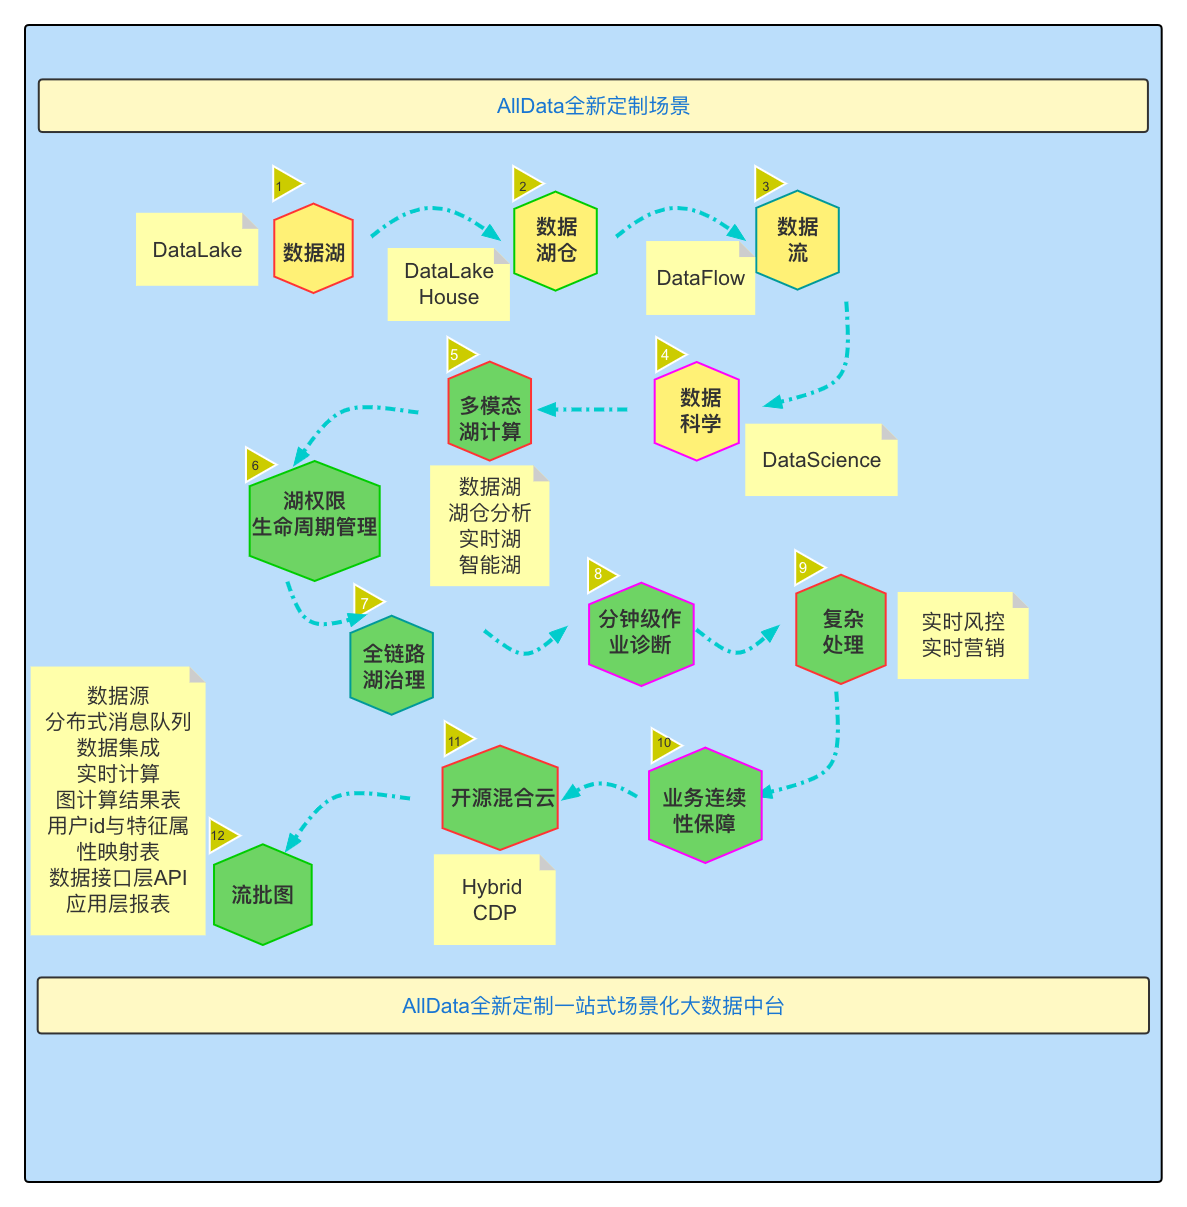 AllData全新定制场景
1
数据湖
DataLake
2
数据
湖仓
DataLake
House
3
数据
流
DataFlow
4
数据
科学
DataScience
5
多模态
湖计算
数据湖
湖仓分析
实时湖
智能湖
6
湖权限
生命周期管理
7
全链路
湖治理
8
分钟级作
业诊断
9
复杂
处理
实时风控
实时营销
10
业务连续
性保障
11
开源混合云
Hybrid
CDP
12
流批图
数据源
分布式消息队列
数据集成
实时计算
图计算结果表
用户id与特征属
性映射表
数据接口层API
应用层报表
AllData全新定制一站式场景化大数据中台